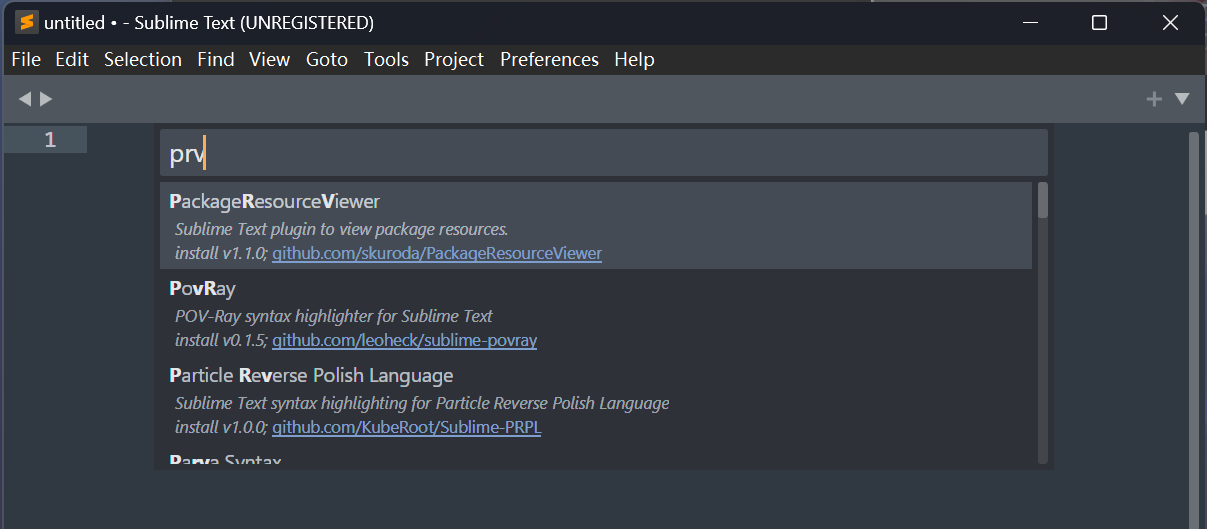 untitled • - Sublime Text (UNREGISTERED)
File Edit Selection Find View Goto Tools Project Preferences Help
1
prv
PackageResourceViewer
Sublime Text plugin to view package resources.
install v1.1.0; github.com/skuroda/PackageResourceViewer
PovRay
POV-Ray syntax highlighter for Sublime Text
install v0.1.5; github.com/leoheck/sublime-povray
Particle Reverse Polish Language
Sublime Text syntax highlighting for Particle Reverse Polish Language
install v1.0.0; github.com/KubeRoot/Sublime-PRPL
Parva Syntax